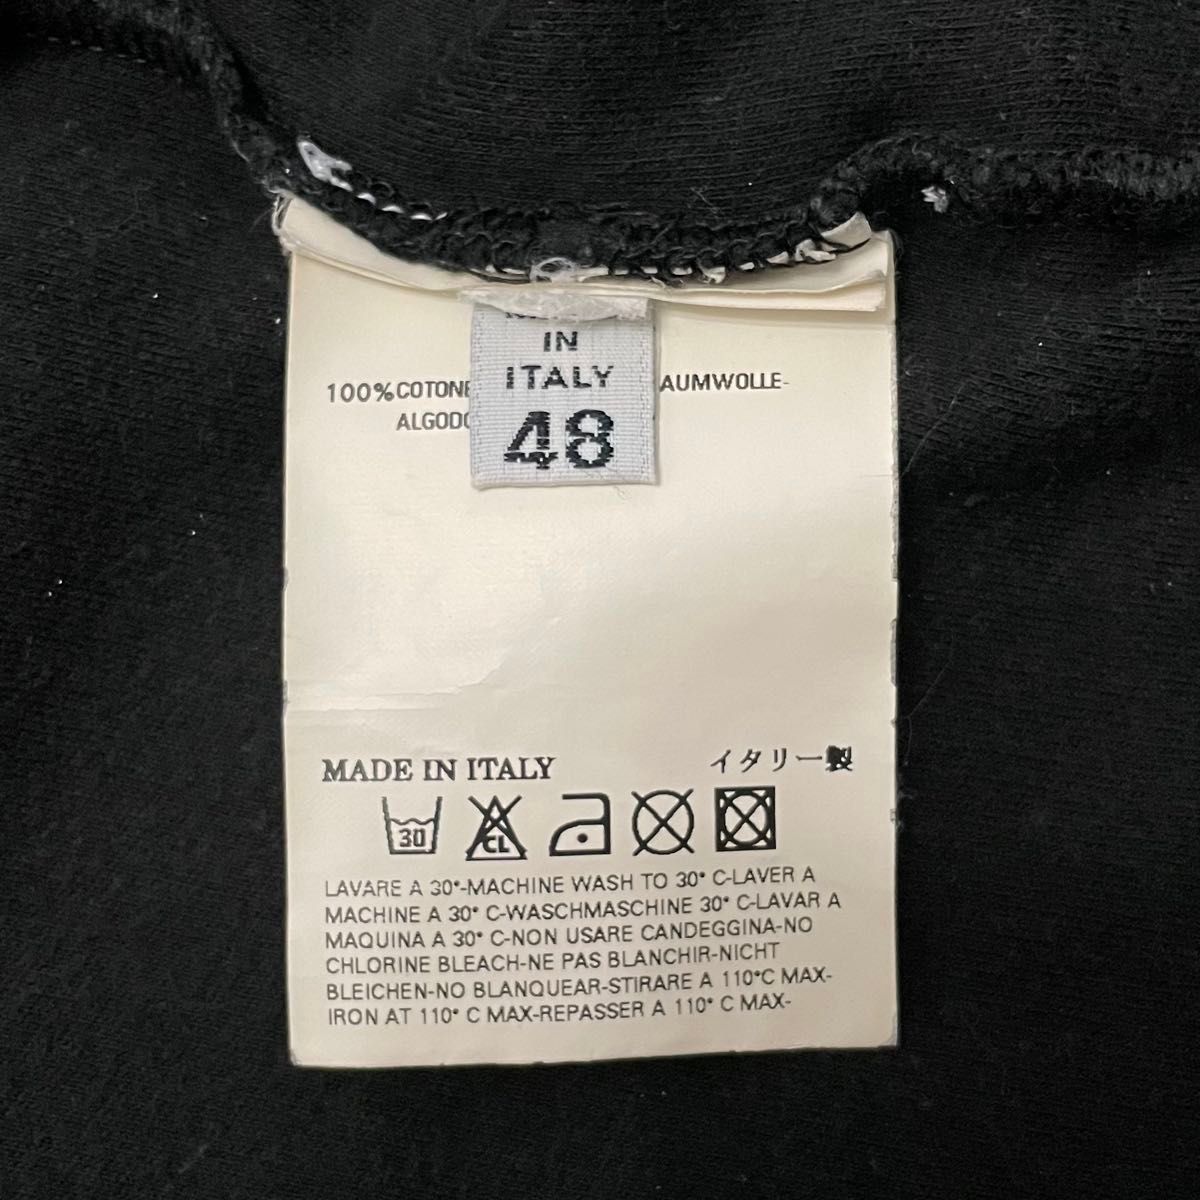 IN
ITALY
48
100%COTONE AUMWOLLE-
MADE IN ITALY イタリー製
30 CL
LAVARE A 30°-MACHINE WASH TO 30° C-LAVER A
MACHINE A 30° C-WASCHMASCHINE 30° C-LAVAR A
MAQUINA A 30° C-NON USARE CANDEGGINA-NO
CHLORINE BLEACH-NE PAS BLANCHIR-NICHT
BLEICHEN-NO BLANQUEAR-STIRARE A 110°C MAX-
IRON AT 110° C MAX-REPASSER A 110° C MAX-